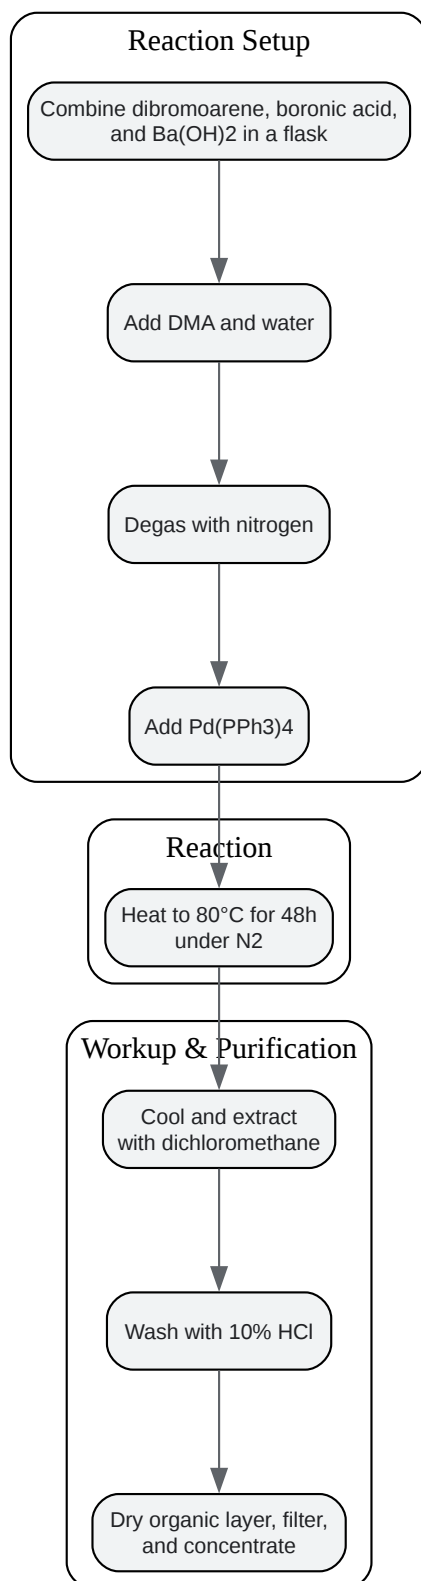 Reaction Setup
Combine dibromoarene, boronic acid,
and Ba(OH)2 in a flask
Add DMA and water
Degas with nitrogen
Add Pd(PPh3)4
Reaction
Heat to 80°C for 48h
under N2
Workup & Purification
Cool and extract
with dichloromethane
Wash with 10% HCl
Dry organic layer, filter,
and concentrate